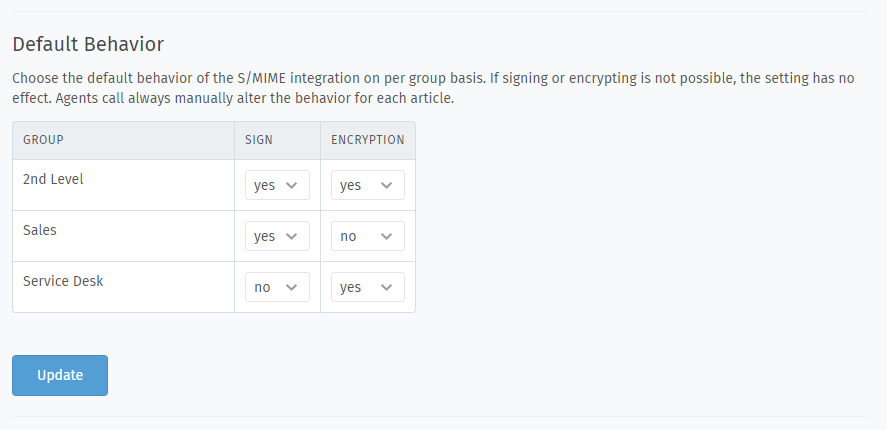 Default Behavior
Choose the default behavior of the S/MIME integration on per group basis. If signing or encrypting is not possible, the setting has no
effect. Agents call always manually alter the behavior for each article.
GROUP SIGN ENCRYPTION
2nd Level yes yes
Sales yes no
Service Desk no yes
Update